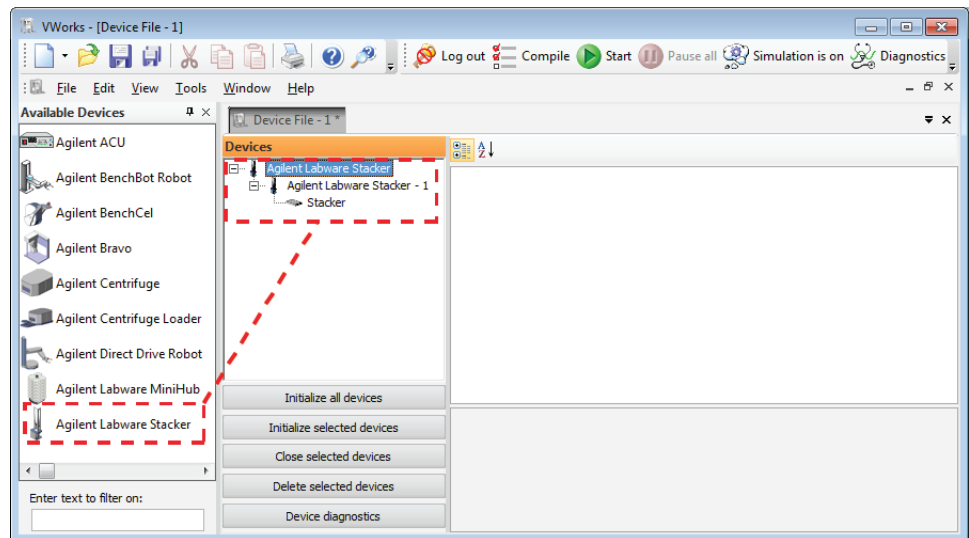 VWorks - [Device File - 1]
Log out Compile Start Pause all Simulation is on Diagnostics
File Edit View Tools Window Help
Available Devices
Device File - 1 *
Agilent ACU
Agilent BenchBot Robot
Agilent BenchCel
Agilent Bravo
Agilent Centrifuge
Agilent Centrifuge Loader
Agilent Direct Drive Robot
Agilent Labware MiniHub
Agilent Labware Stacker
Enter text to filter on:
Devices
Agilent Labware Stacker
Agilent Labware Stacker - 1
Stacker
Initialize all devices
Initialize selected devices
Close selected devices
Delete selected devices
Device diagnostics